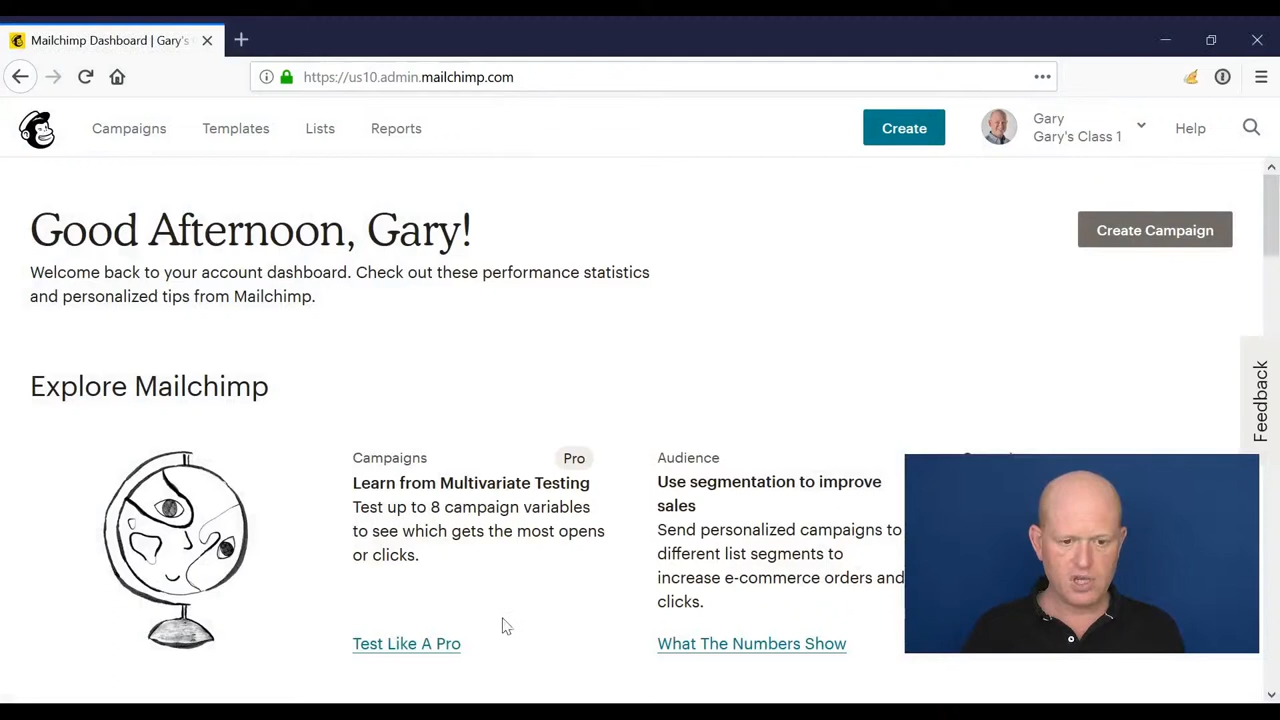 Mailchimp Dashboard | Gary's
https://us10.admin.mailchimp.com
Campaigns
Templates
Lists
Reports
Create
Gary
Gary's Class 1
Help
Good Afternoon, Gary!
Create Campaign
Welcome back to your account dashboard. Check out these performance statistics
and personalized tips from Mailchimp.
Feedback
Explore Mailchimp
Campaigns
Pro
Learn from Multivariate Testing
Test up to 8 campaign variables
to see which gets the most opens
or clicks.
Test Like A Pro
Audience
Use segmentation to improve
sales
Send personalized campaigns to
different list segments to
increase e-commerce orders and
clicks.
What The Numbers Show